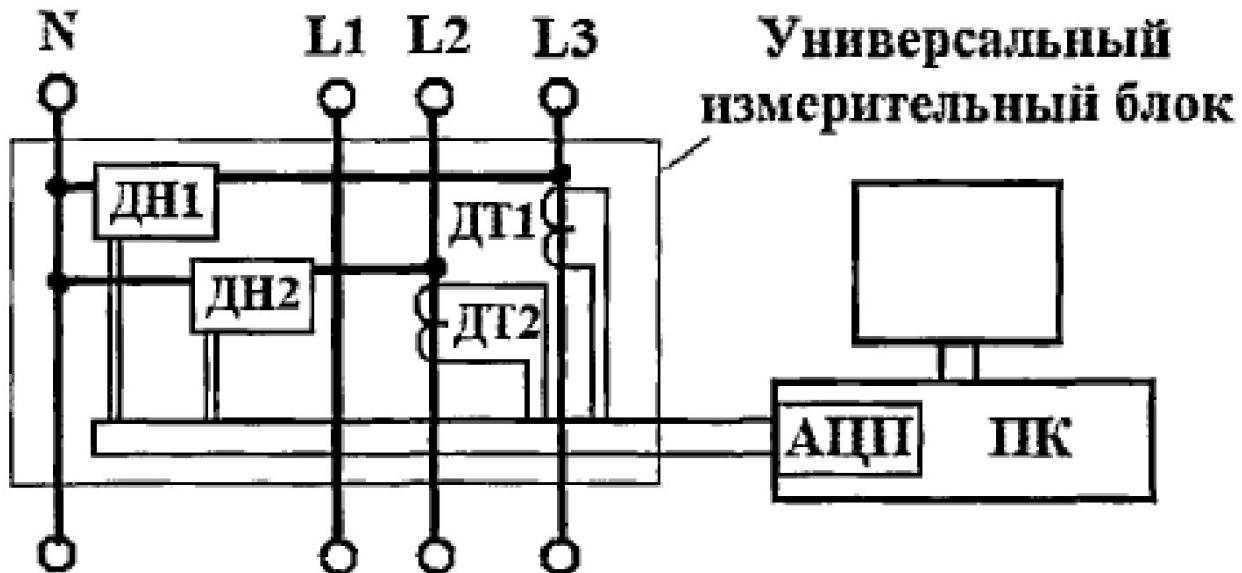 N L1 L2 L3
Универсальный
измерительный блок
ДН1
ДТ1
ДН2
ДТ2
АЦП ПК